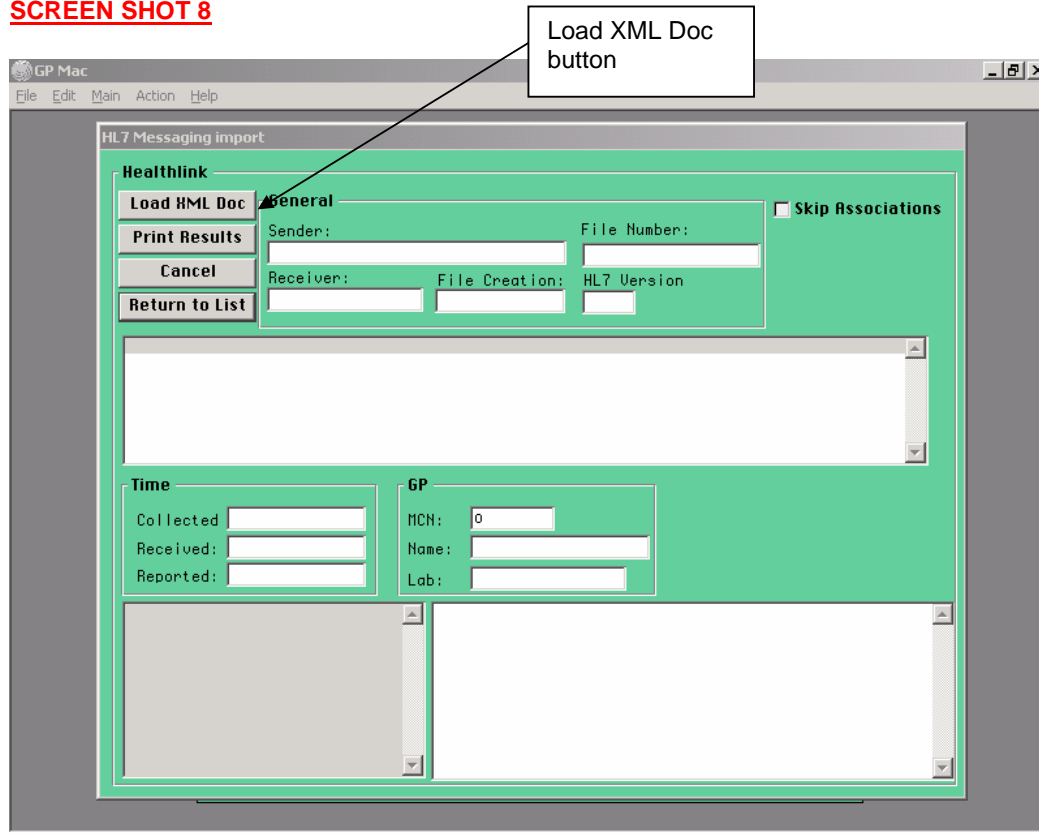 SCREEN SHOT 8
Load XML Doc
button
GP Mac
File Edit Main Action Help
HL7 Messaging import
Healthlink
Load XML Doc
General
Skip Associations
Print Results
Sender:
File Number:
Cancel
Receiver:
File Creation:
HL7 Version
Return to List
Time
GP
Collected
MCN: 0
Received:
Name:
Reported:
Lab: